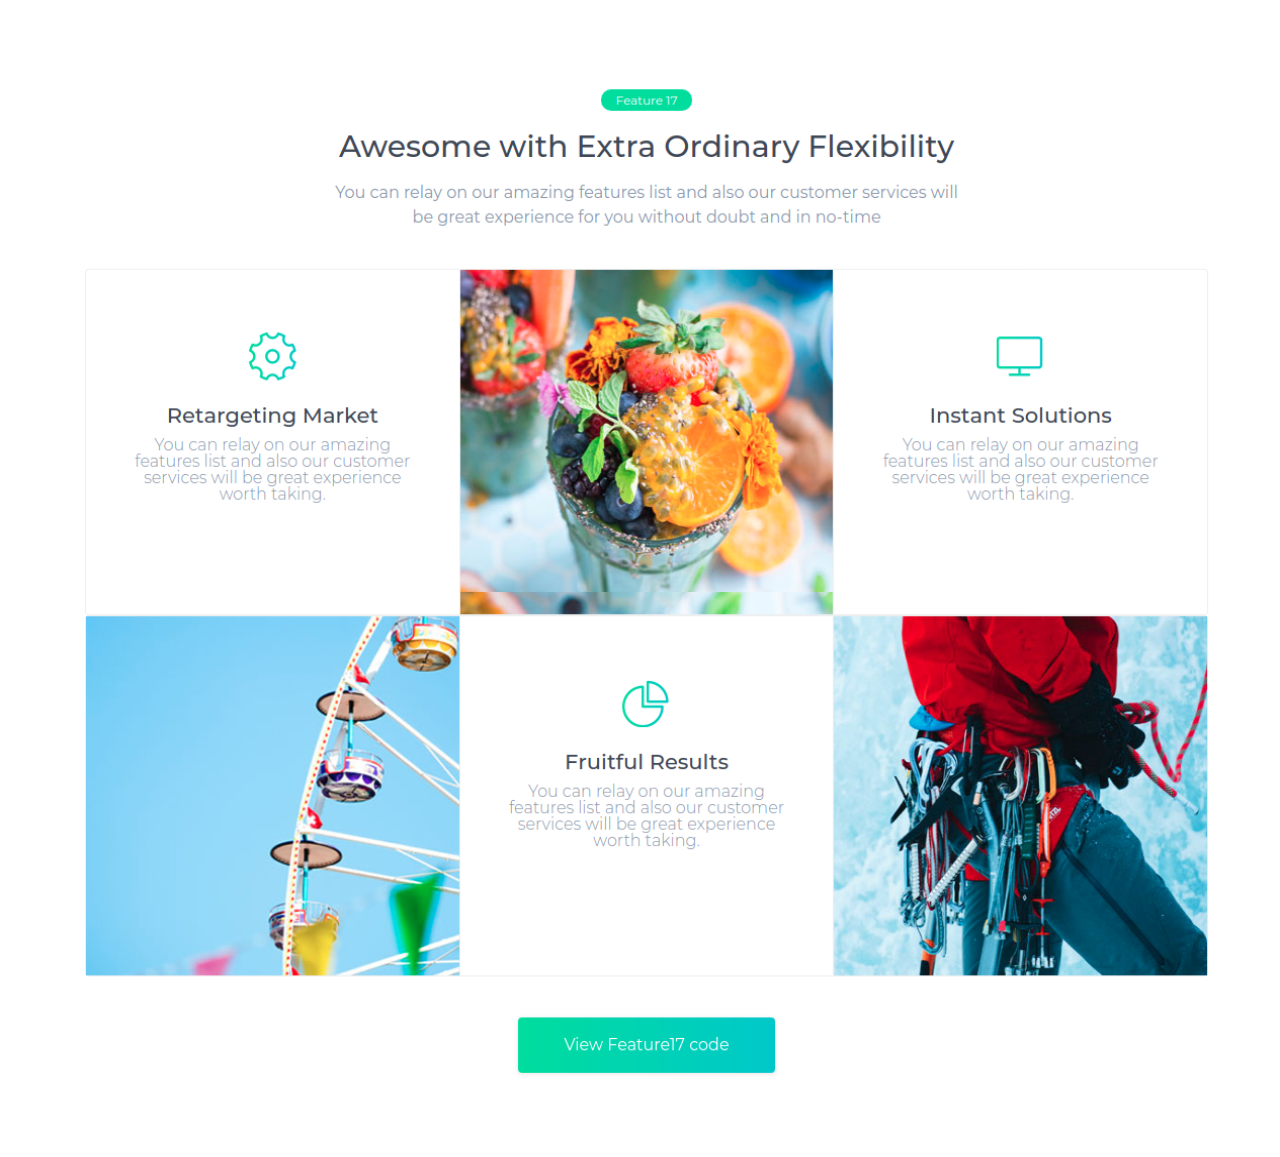 Feature 17
Awesome with Extra Ordinary Flexibility
You can relay on our amazing features list and also our customer services will
be great experience for you without doubt and in no-time
Retargeting Market
You can relay on our amazing
features list and also our customer
services will be great experience
worth taking.
Instant Solutions
You can relay on our amazing
features list and also our customer
services will be great experience
worth taking.
Fruitful Results
You can relay on our amazing
features list and also our customer
services will be great experience
worth taking.
View Feature17 code